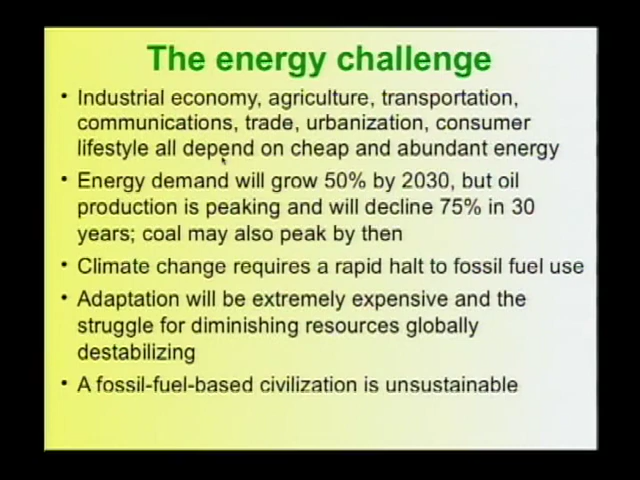 The energy challenge
• Industrial economy, agriculture, transportation,
communications, trade, urbanization, consumer
lifestyle all depend on cheap and abundant energy
• Energy demand will grow 50% by 2030, but oil
production is peaking and will decline 75% in 30
years; coal may also peak by then
• Climate change requires a rapid halt to fossil fuel use
• Adaptation will be extremely expensive and the
struggle for diminishing resources globally
destabilizing
• A fossil-fuel-based civilization is unsustainable